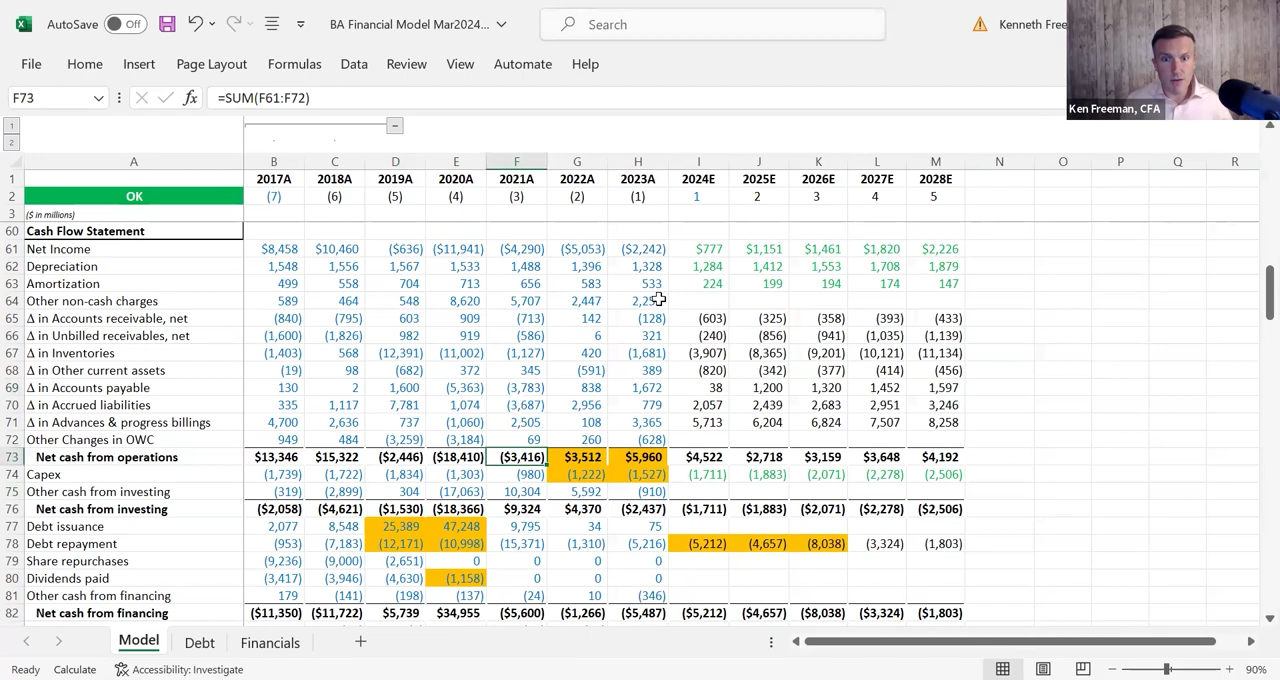 AutoSave Off BA Financial Model Mar2024... Search Kenneth Free
File Home Insert Page Layout Formulas Data Review View Automate Help
Ken Freeman, CFA
F73 fx =SUM(F61:F72)
1
2
A B C D E F G H I J K L M N O P Q R
1 2017A 2018A 2019A 2020A 2021A 2022A 2023A 2024E 2025E 2026E 2027E 2028E
2 OK (7) (6) (5) (4) (3) (2) (1) 1 2 3 4 5
3 ($ in millions)
60 Cash Flow Statement
61 Net Income $8,458 $10,460 ($636) ($11,941) ($4,290) ($5,053) ($2,242) $777 $1,151 $1,461 $1,820 $2,226
62 Depreciation 1,548 1,556 1,567 1,533 1,488 1,396 1,328 1,284 1,412 1,553 1,708 1,879
63 Amortization 499 558 704 713 656 583 533 224 199 194 174 147
64 Other non-cash charges 589 464 548 8,620 5,707 2,447
65 Δ in Accounts receivable, net (840) (795) 603 909 (713) 142 (128) (603) (325) (358) (393) (433)
66 Δ in Unbilled receivables, net (1,600) (1,826) 982 919 (586) 6 321 (240) (856) (941) (1,035) (1,139)
67 Δ in Inventories (1,403) 568 (12,391) (11,002) (1,127) 420 (1,681) (3,907) (8,365) (9,201) (10,121) (11,134)
68 Δ in Other current assets (19) 98 (682) 372 345 (591) 389 (820) (342) (377) (414) (456)
69 Δ in Accounts payable 130 2 1,600 (5,363) (3,783) 838 1,672 38 1,200 1,320 1,452 1,597
70 Δ in Accrued liabilities 335 1,117 7,781 1,074 (3,687) 2,956 779 2,057 2,439 2,683 2,951 3,246
71 Δ in Advances & progress billings 4,700 2,636 737 (1,060) 2,505 108 3,365 5,713 6,204 6,824 7,507 8,258
72 Other Changes in OWC 949 484 (3,259) (3,184) 69 260 (628)
73 Net cash from operations $13,346 $15,322 ($2,446) ($18,410) ($3,416) $3,512 $5,960 $4,522 $2,718 $3,159 $3,648 $4,192
74 Capex (1,739) (1,722) (1,834) (1,303) (980) (1,222) (1,527) (1,711) (1,883) (2,071) (2,278) (2,506)
75 Other cash from investing (319) (2,899) 304 (17,063) 10,304 5,592 (910)
76 Net cash from investing ($2,058) ($4,621) ($1,530) ($18,366) $9,324 $4,370 ($2,437) ($1,711) ($1,883) ($2,071) ($2,278) ($2,506)
77 Debt issuance 2,077 8,548 25,389 47,248 9,795 34 75
78 Debt repayment (953) (7,183) (12,171) (10,998) (15,371) (1,310) (5,216) (5,212) (4,657) (8,038) (3,324) (1,803)
79 Share repurchases (9,236) (9,000) (2,651) 0 0 0 0
80 Dividends paid (3,417) (3,946) (4,630) (1,158) 0 0 0
81 Other cash from financing 179 (141) (198) (137) (24) 10 (346)
82 Net cash from financing ($11,350) ($11,722) $5,739 $34,955 ($5,600) ($1,266) ($5,487) ($5,212) ($4,657) ($8,038) ($3,324) ($1,803)
Model Debt Financials
Ready Calculate Accessibility: Investigate 90%